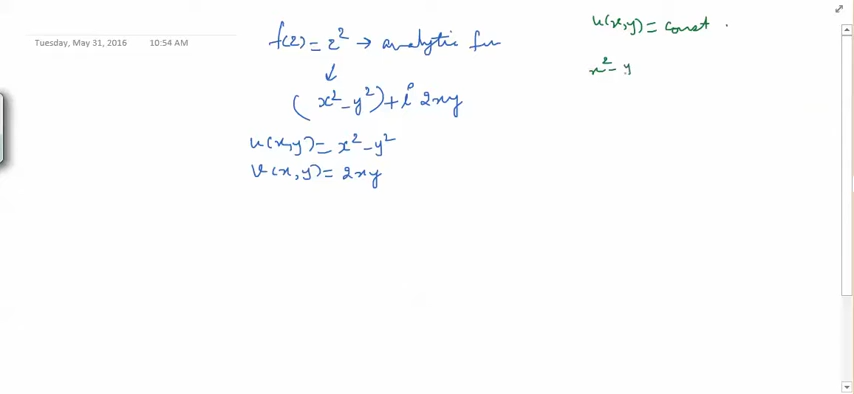 Tuesday, May 31, 2016 10:54 AM
f(z) = z² → analytic fn
↓
(x² - y²) + i 2xy
u(x,y) = x² - y²
v(x,y) = 2xy
u(x,y) = const.
x² - y